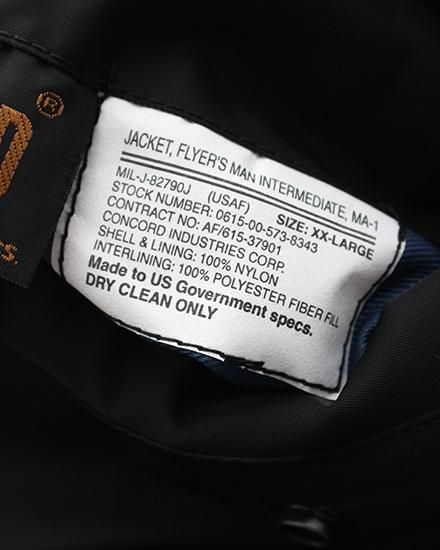 ®
JACKET, FLYER'S MAN INTERMEDIATE, MA-1
MIL-J-82790J (USAF) SIZE: XX-LARGE
STOCK NUMBER: 0615-00-573-8343
CONTRACT NO: AF/615-37901
CONCORD INDUSTRIES CORP.
SHELL & LINING: 100% NYLON
INTERLINING: 100% POLYESTER FIBER FILL
Made to US Government specs.
DRY CLEAN ONLY